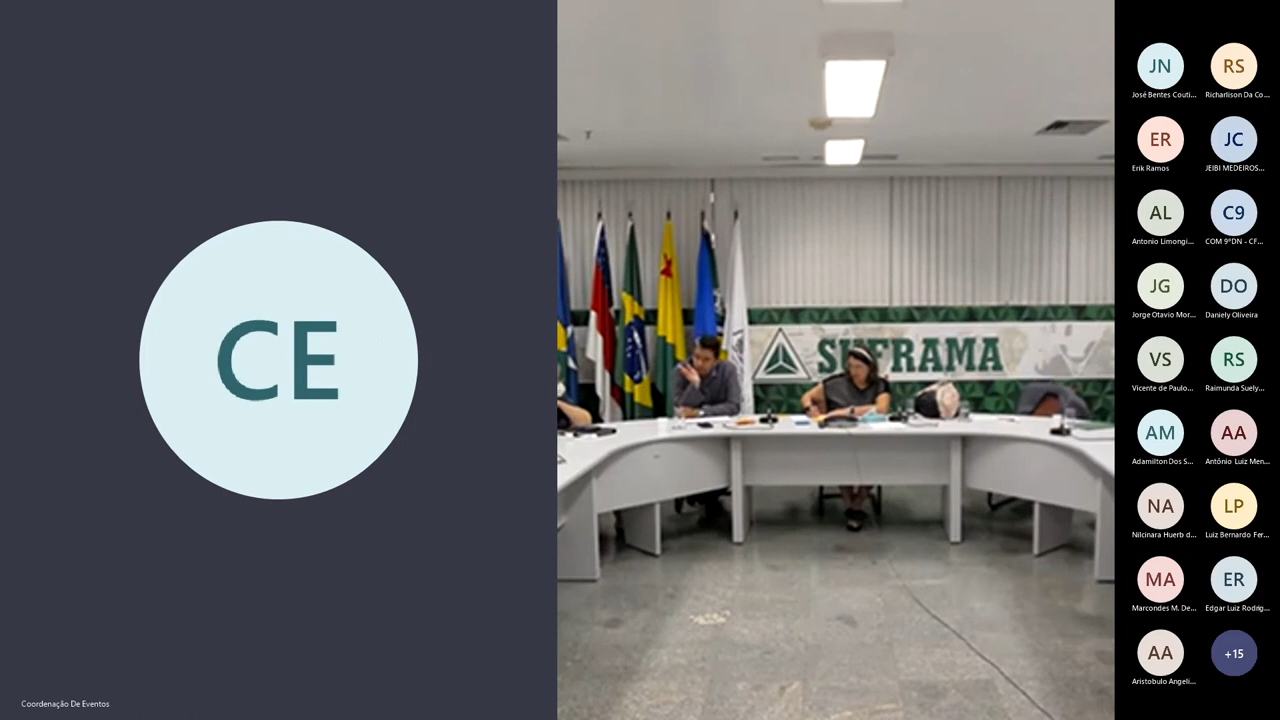 CE
Coordenação De Eventos
SUFRAMA
JN
José Bentes Couti...
RS
Richarlison Da Co...
ER
Erik Ramos
JC
JEIBI MEDEIROS...
AL
Antonio Limongi...
C9
COM 9ºDN - CF...
JG
Jorge Otavio Mor...
DO
Daniely Oliveira
VS
Vicente de Paulo...
RS
Raimunda Suely...
AM
Adamilton Dos S...
AA
Antônio Luiz Men...
NA
Nilcinara Huerb d...
LP
Luiz Bernardo Fer...
MA
Marcondes M. De...
ER
Edgar Luiz Rodrig...
AA
Aristobulo Angeli...
+15